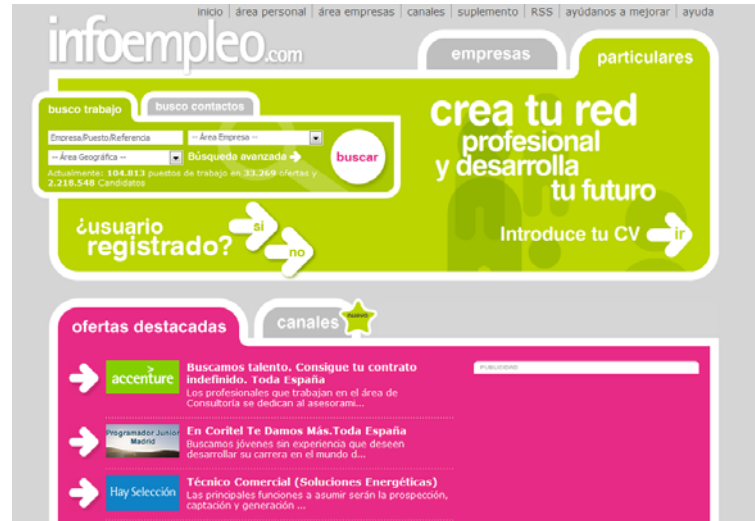 inicio | área personal | área empresas | canales | suplemento | RSS | ayúdanos a mejorar | ayuda
infoempleo.com
empresas
particulares
busco trabajo
busco contactos
Empresa/Puesto/Referencia
-- Área Empresa --
-- Área Geográfica --
Búsqueda avanzada
buscar
Actualmente: 104.813 puestos de trabajo en 33.269 ofertas y
2.218.548 Candidatos
crea tu red
profesional
y desarrolla
tu futuro
¿usuario
registrado?
si
no
Introduce tu CV
ir
ofertas destacadas
canales
nuevo
accenture
Buscamos talento. Consigue tu contrato
indefinido. Toda España
Los profesionales que trabajan en el área de
Consultoría se dedican al asesorami...
PUBLICIDAD
Programador Junior
Madrid
En Coritel Te Damos Más.Toda España
Buscamos jóvenes sin experiencia que deseen
desarrollar su carrera en el mundo d...
Hay Selección
Técnico Comercial (Soluciones Energéticas)
Las principales funciones a asumir serán la prospección,
captación y generación ...